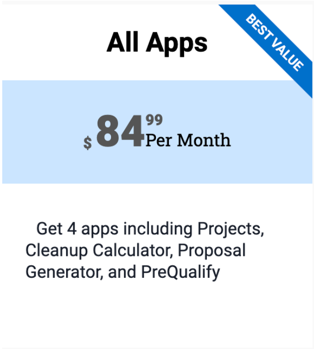 BEST VALUE
All Apps
$84 99 Per Month
Get 4 apps including Projects,
Cleanup Calculator, Proposal
Generator, and PreQualify